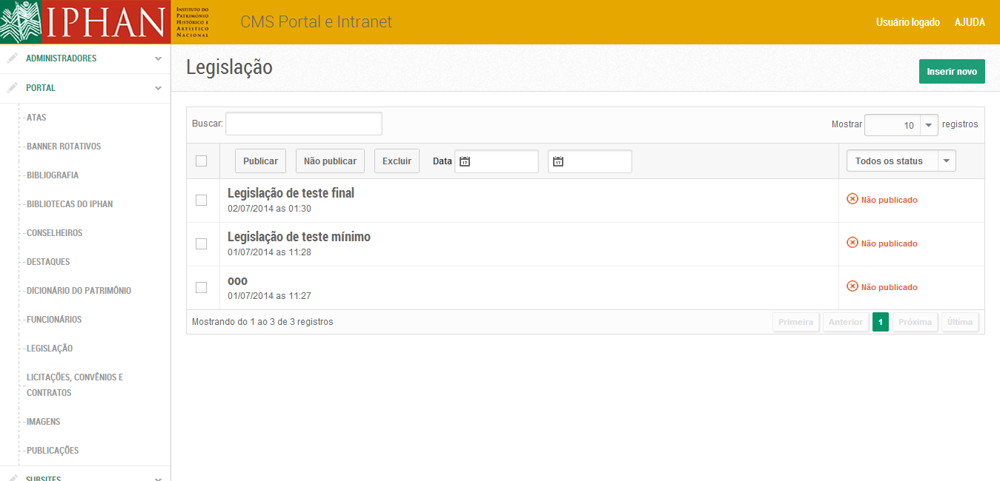 IPHAN
INSTITUTO DO
PATRIMÔNIO
HISTÓRICO E
ARTÍSTICO
NACIONAL
CMS Portal e Intranet
Usuário logado
AJUDA
ADMINISTRADORES
PORTAL
ATAS
BANNER ROTATIVOS
BIBLIOGRAFIA
BIBLIOTECAS DO IPHAN
CONSELHEIROS
DESTAQUES
DICIONÁRIO DO PATRIMÔNIO
FUNCIONÁRIOS
LEGISLAÇÃO
LICITAÇÕES, CONVÊNIOS E
CONTRATOS
IMAGENS
PUBLICAÇÕES
SUBSITES
Legislação
Inserir novo
Buscar:
Mostrar 10 registros
Publicar Não publicar Excluir Data 17 17 Todos os status
Legislação de teste final
02/07/2014 as 01:30
Não publicado
Legislação de teste mínimo
01/07/2014 as 11:28
Não publicado
ooo
01/07/2014 as 11:27
Não publicado
Mostrando do 1 ao 3 de 3 registros
Primeira Anterior 1 Próxima Última